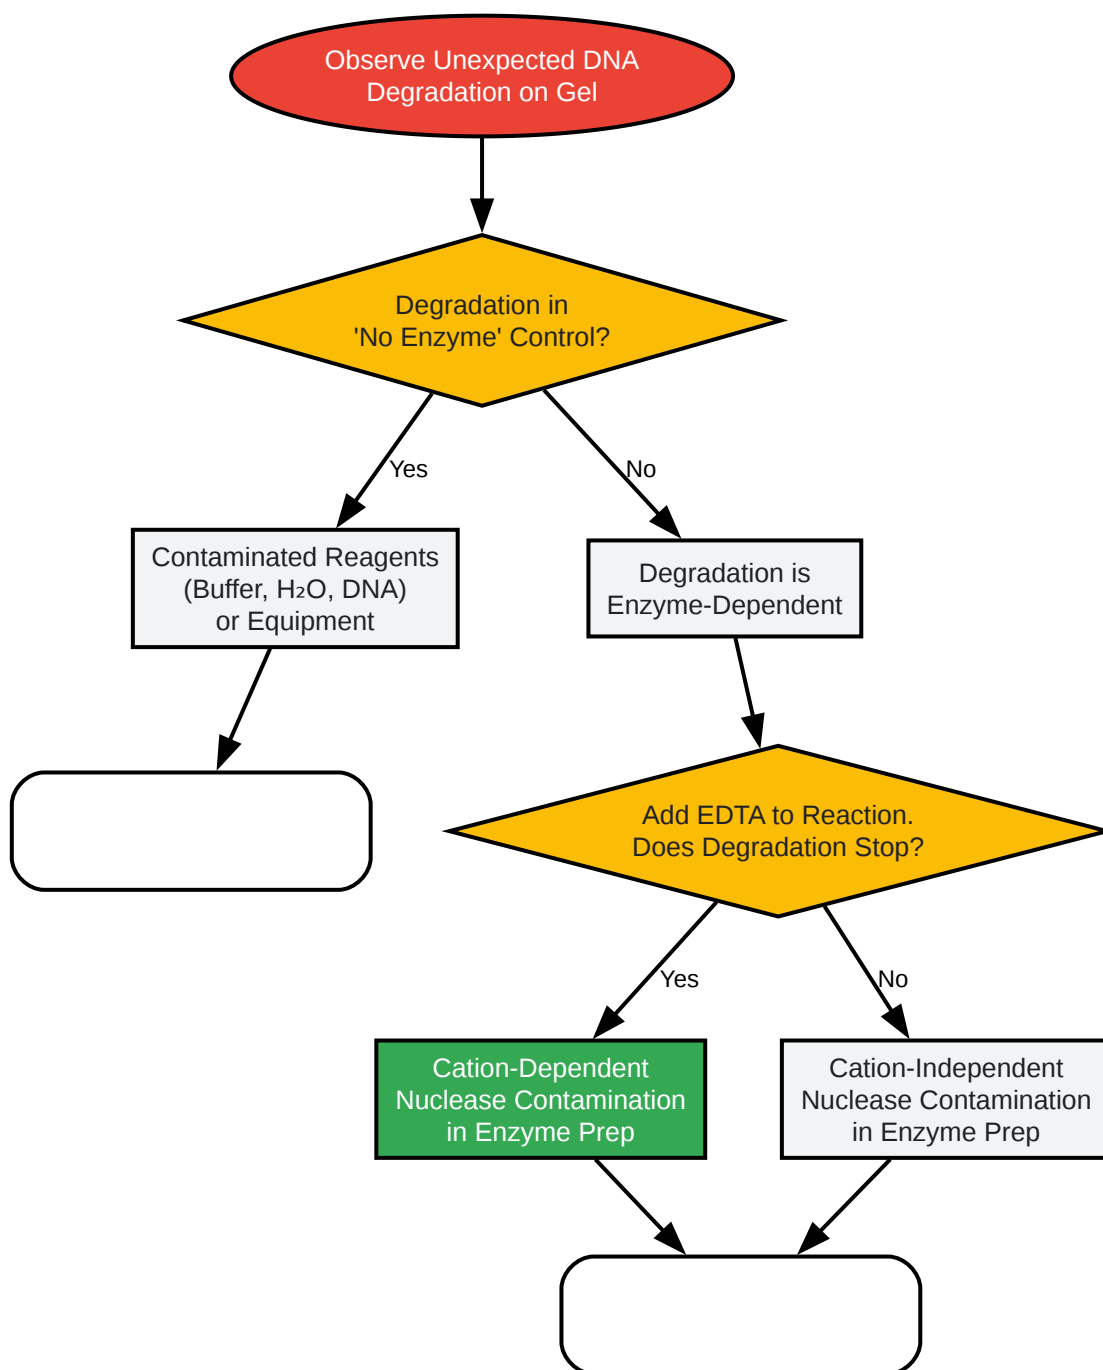 Observe Unexpected DNA
Degradation on Gel
Degradation in
'No Enzyme' Control?
Yes
No
Contaminated Reagents
(Buffer, H₂O, DNA)
or Equipment
Degradation is
Enzyme-Dependent
Add EDTA to Reaction.
Does Degradation Stop?
Yes
No
Cation-Dependent
Nuclease Contamination
in Enzyme Prep
Cation-Independent
Nuclease Contamination
in Enzyme Prep